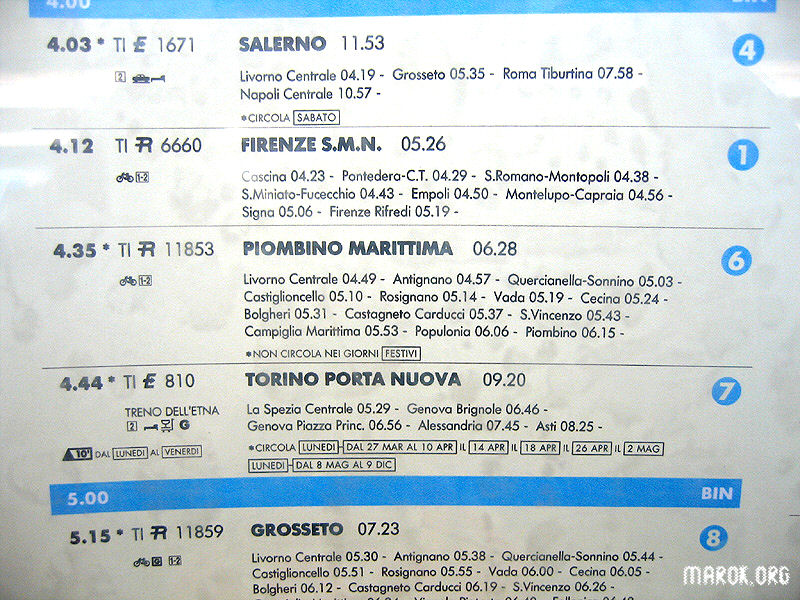 4.00 BIN
4.03 * TI E 1671 SALERNO 11.53 4
2 Livorno Centrale 04.19 - Grosseto 05.35 - Roma Tiburtina 07.58 -
Napoli Centrale 10.57 -
*CIRCOLA SABATO
4.12 TI R 6660 FIRENZE S.M.N. 05.26 1
1-2 Cascina 04.23 - Pontedera-C.T. 04.29 - S.Romano-Montopoli 04.38 -
S.Miniato-Fucecchio 04.43 - Empoli 04.50 - Montelupo-Capraia 04.56 -
Signa 05.06 - Firenze Rifredi 05.19 -
4.35 * TI R 11853 PIOMBINO MARITTIMA 06.28 6
1-2 Livorno Centrale 04.49 - Antignano 04.57 - Quercianella-Sonnino 05.03 -
Castiglioncello 05.10 - Rosignano 05.14 - Vada 05.19 - Cecina 05.24 -
Bolgheri 05.31 - Castagneto Carducci 05.37 - S.Vincenzo 05.43 -
Campiglia Marittima 05.53 - Populonia 06.06 - Piombino 06.15 -
*NON CIRCOLA NEI GIORNI FESTIVI
4.44 * TI E 810 TORINO PORTA NUOVA 09.20 7
TRENO DELL'ETNA La Spezia Centrale 05.29 - Genova Brignole 06.46 -
2 G Genova Piazza Princ. 06.56 - Alessandria 07.45 - Asti 08.25 -
10' DAL LUNEDI AL VENERDI *CIRCOLA LUNEDI-DAL 27 MAR AL 10 APR IL 14 APR IL 18 APR IL 26 APR IL 2 MAG
LUNEDI-DAL 8 MAG AL 9 DIC
5.00 BIN
5.15 * TI R 11859 GROSSETO 07.23 8
1-2 Livorno Centrale 05.30 - Antignano 05.38 - Quercianella-Sonnino 05.44 -
Castiglioncello 05.51 - Rosignano 05.55 - Vada 06.00 - Cecina 06.05 -
Bolgheri 06.12 - Castagneto Carducci 06.19 - S.Vincenzo 06.26 -
MAROK.ORG